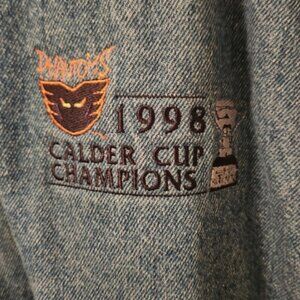 PHANTOMS
1998
CALDER CUP
CHAMPIONS